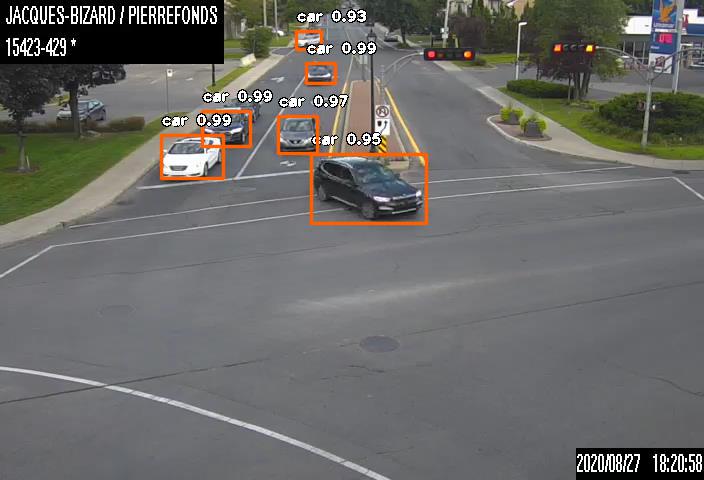 JACQUES-BIZARD / PIERREFONDS
15423-429 *
car 0.93
car 0.99
car 0.99
car 0.97
car 0.99
car 0.95
2020/08/27 18:20:58